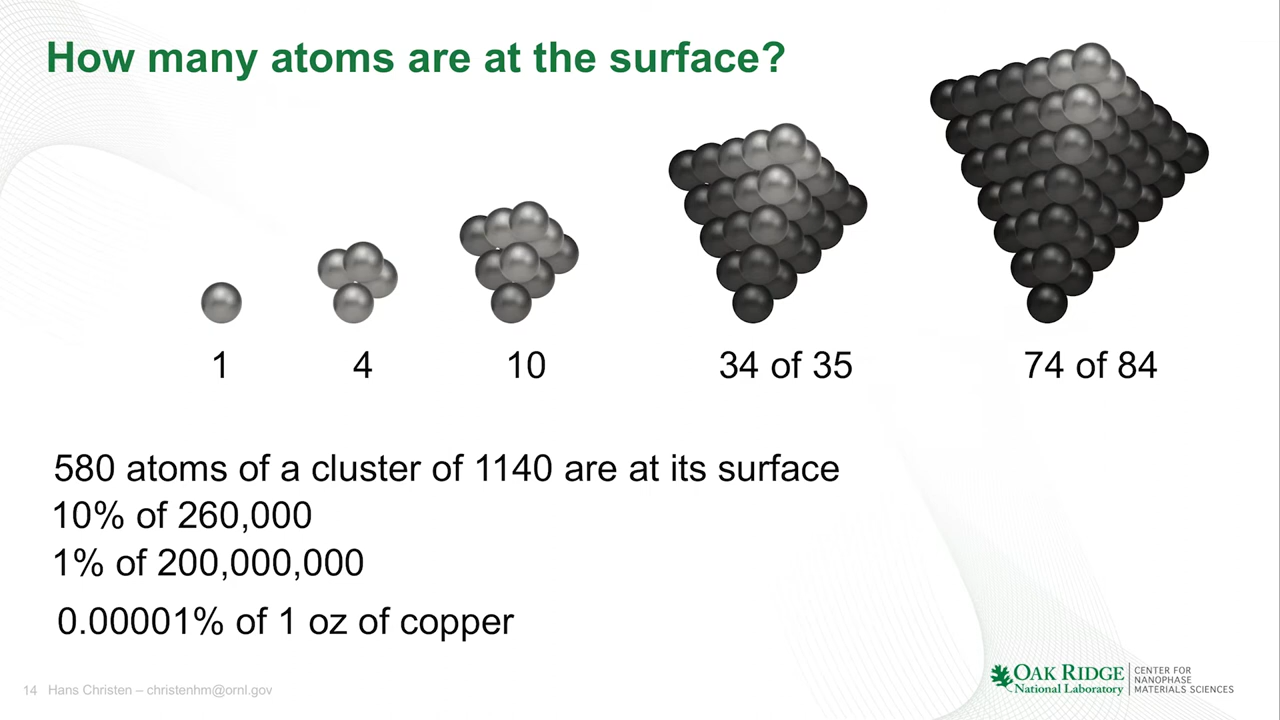 How many atoms are at the surface?
1
4
10
34 of 35
74 of 84
580 atoms of a cluster of 1140 are at its surface
10% of 260,000
1% of 200,000,000
0.00001% of 1 oz of copper
14 Hans Christen – christenhm@ornl.gov
OAK RIDGE
National Laboratory
CENTER FOR
NANOPHASE
MATERIALS SCIENCES